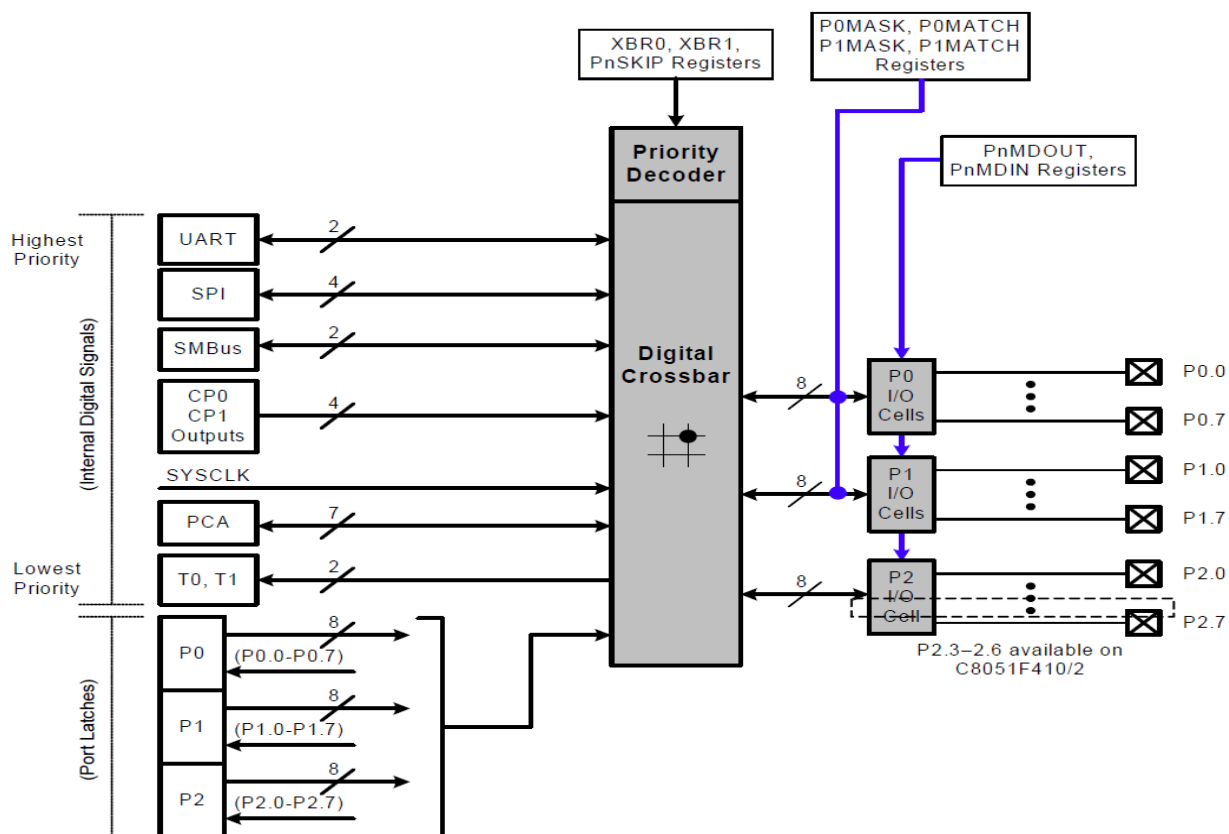 XBR0, XBR1,
PnSKIP Registers
P0MASK, P0MATCH
P1MASK, P1MATCH
Registers
PnMDOUT,
PnMDIN Registers
Priority
Decoder
Digital
Crossbar
Highest
Priority
(Internal Digital Signals)
Lowest
Priority
UART
2
SPI
4
SMBus
2
CP0
CP1
Outputs
4
SYSCLK
PCA
7
T0, T1
2
(Port Latches)
P0
8
(P0.0-P0.7)
P1
8
(P1.0-P1.7)
P2
8
(P2.0-P2.7)
8
P0
I/O
Cells
P0.0
P0.7
8
P1
I/O
Cells
P1.0
P1.7
8
P2
I/O
Cell
P2.0
P2.7
P2.3–2.6 available on
C8051F410/2